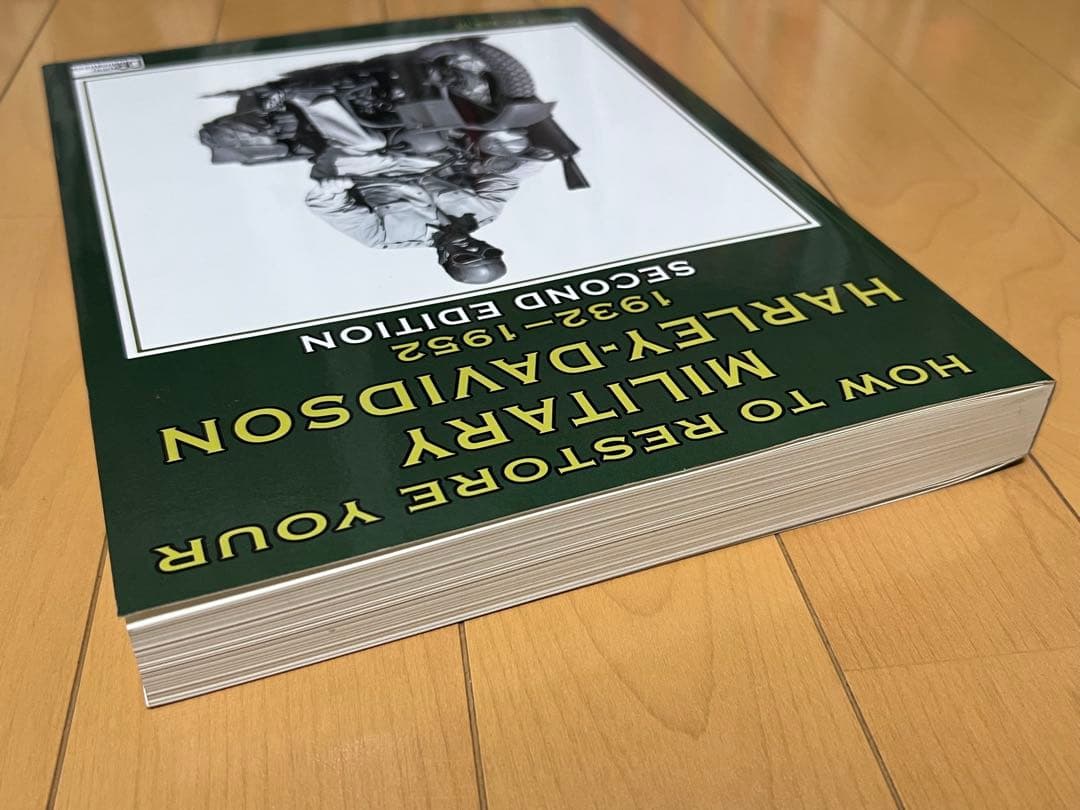 HOW TO RESTORE YOUR
MILITARY
HARLEY-DAVIDSON
1932–1952
SECOND EDITION